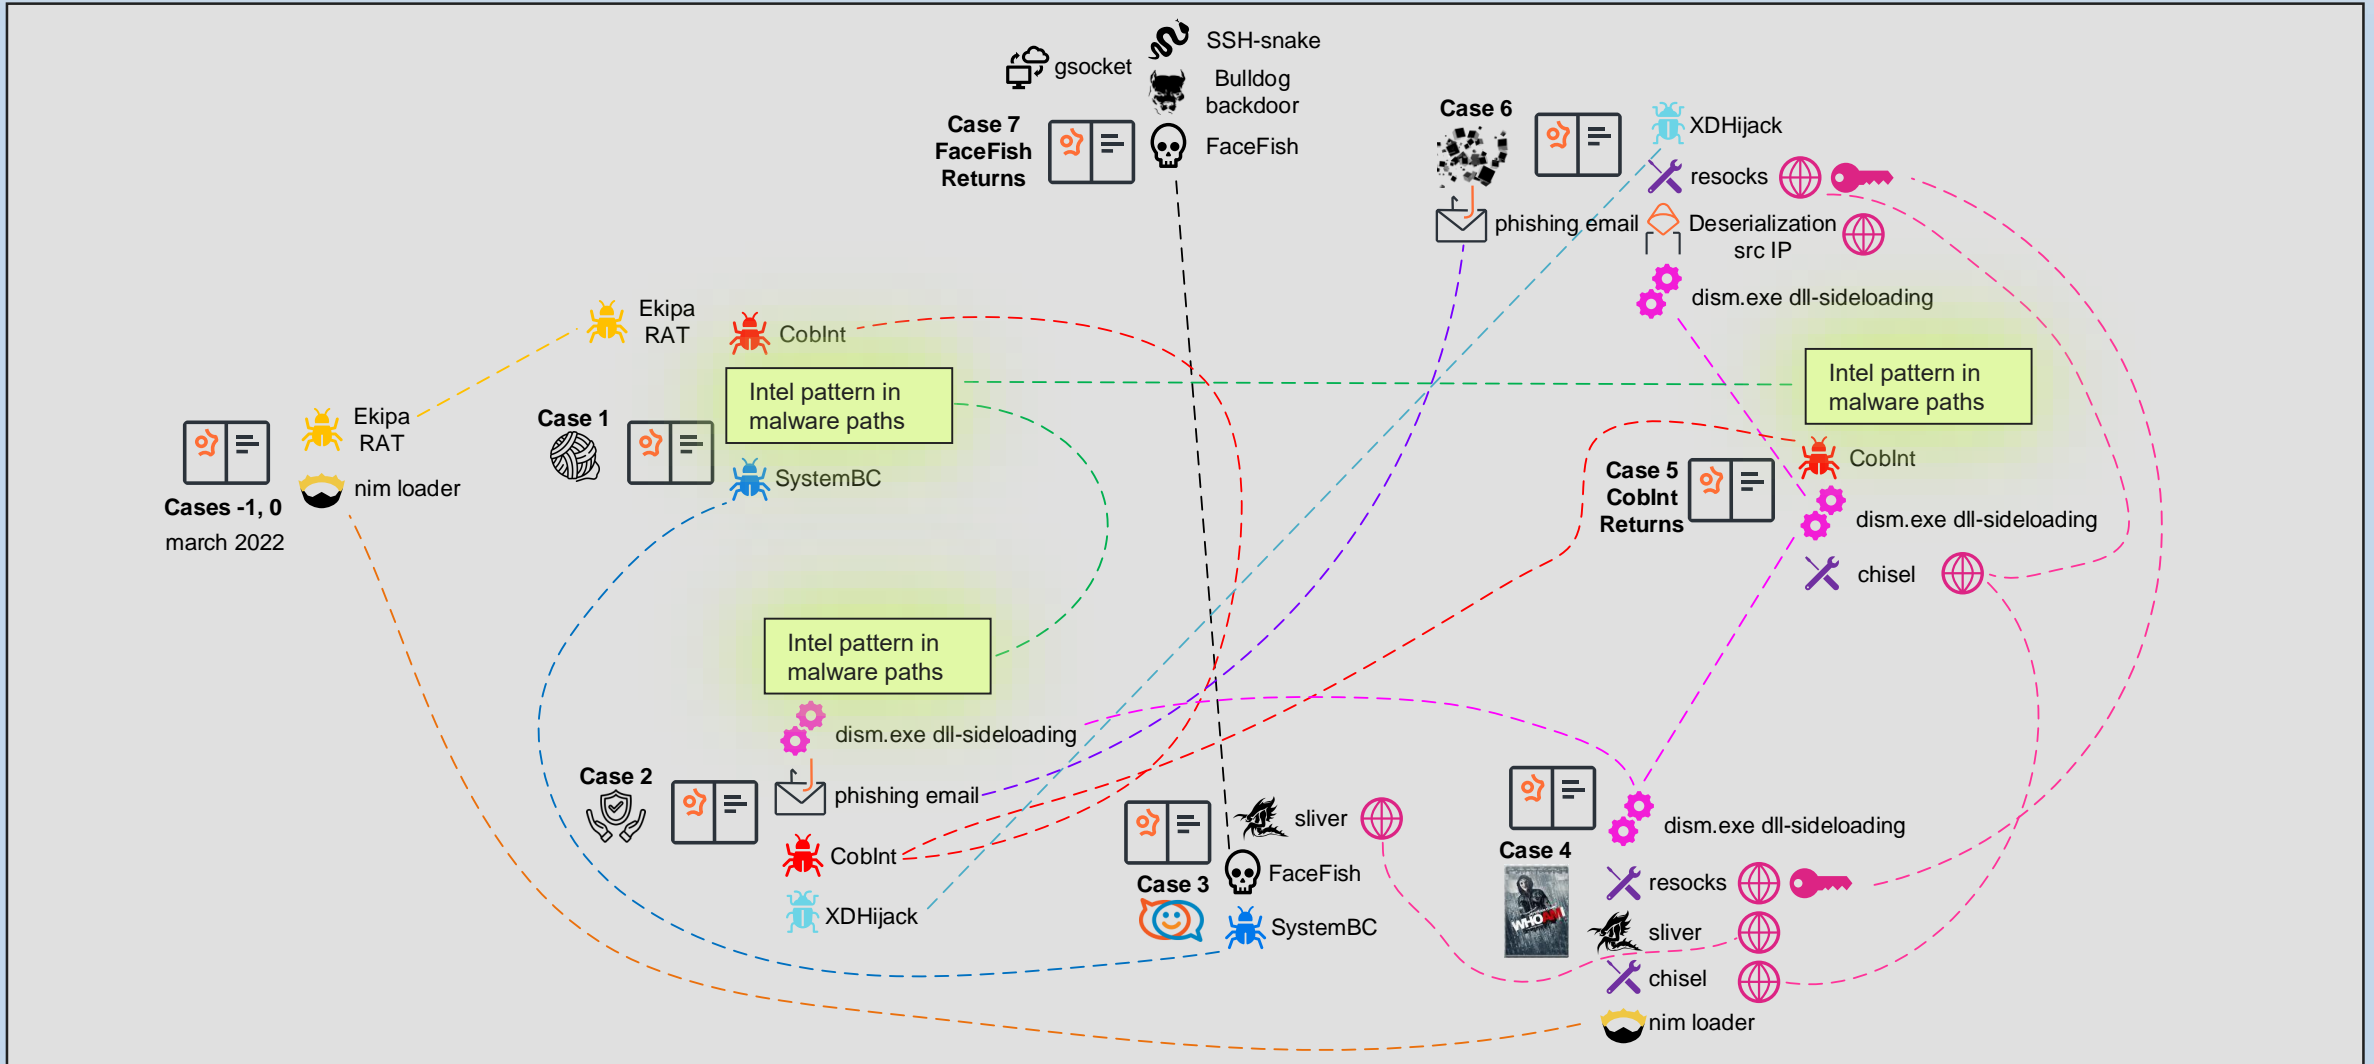 SSH-snake
gsocket
Bulldog
backdoor
Case 7
FaceFish
Returns
FaceFish
Case 6
XDHijack
resocks
phishing email
Deserialization
src IP
dism.exe dll-sideloading
Ekipa
RAT
CobInt
Intel pattern in
malware paths
Case 1
SystemBC
Ekipa
RAT
nim loader
Cases -1, 0
march 2022
Intel pattern in
malware paths
CobInt
Case 5
CobInt
Returns
dism.exe dll-sideloading
chisel
Intel pattern in
malware paths
dism.exe dll-sideloading
Case 2
phishing email
CobInt
XDHijack
sliver
Case 3
FaceFish
SystemBC
dism.exe dll-sideloading
Case 4
WHOAMI
resocks
sliver
chisel
nim loader